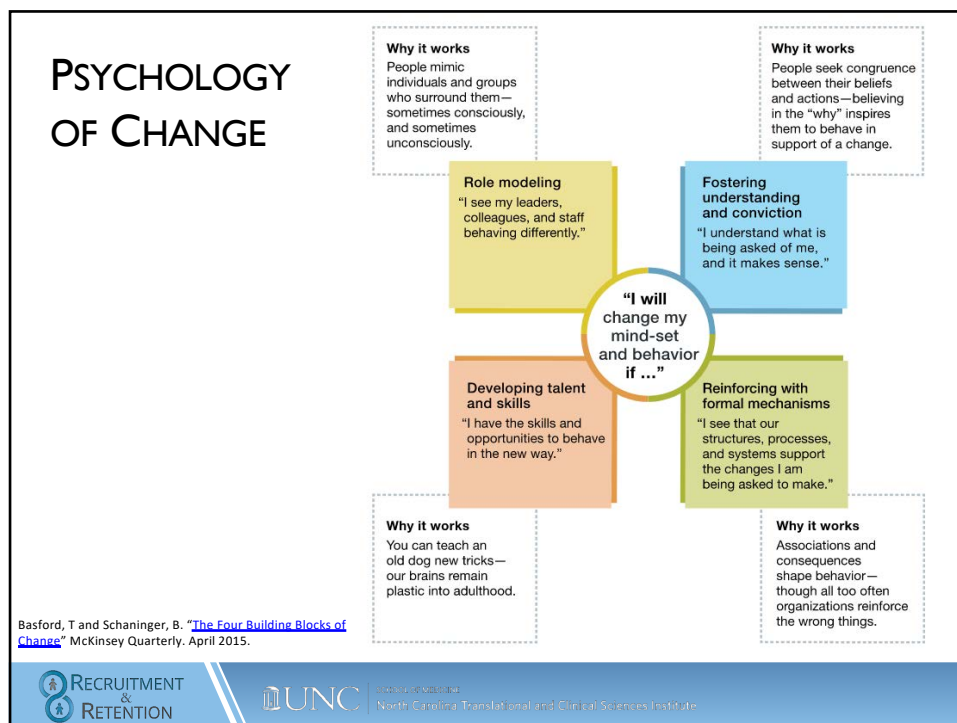 PSYCHOLOGY
OF CHANGE
Why it works
People mimic
individuals and groups
who surround them—
sometimes consciously,
and sometimes
unconsciously.
Why it works
People seek congruence
between their beliefs
and actions—believing
in the “why” inspires
them to behave in
support of a change.
Role modeling
“I see my leaders,
colleagues, and staff
behaving differently.”
Fostering
understanding
and conviction
“I understand what is
being asked of me,
and it makes sense.”
“I will
change my
mind-set
and behavior
if ...”
Developing talent
and skills
“I have the skills and
opportunities to behave
in the new way.”
Reinforcing with
formal mechanisms
“I see that our
structures, processes,
and systems support
the changes I am
being asked to make.”
Why it works
You can teach an
old dog new tricks—
our brains remain
plastic into adulthood.
Why it works
Associations and
consequences
shape behavior—
though all too often
organizations reinforce
the wrong things.
Basford, T and Schaninger, B. “The Four Building Blocks of
Change” McKinsey Quarterly. April 2015.
RECRUITMENT
&
RETENTION
UNC
SCHOOL OF MEDICINE
North Carolina Translational and Clinical Sciences Institute